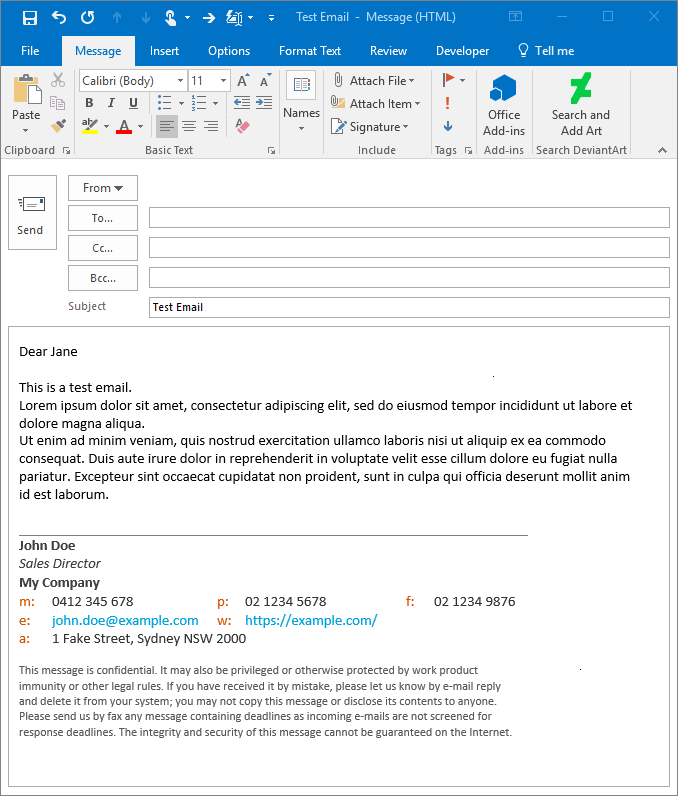 Test Email - Message (HTML)
File Message Insert Options Format Text Review Developer Tell me
Calibri (Body) 11
Paste
B I U
A
Names
Attach File
Attach Item
Signature
Office
Add-ins
Search and
Add Art
Clipboard Basic Text Include Tags Add-ins Search DeviantArt
Send
From
To...
Cc...
Bcc...
Subject Test Email
Dear Jane
This is a test email.
Lorem ipsum dolor sit amet, consectetur adipiscing elit, sed do eiusmod tempor incididunt ut labore et
dolore magna aliqua.
Ut enim ad minim veniam, quis nostrud exercitation ullamco laboris nisi ut aliquip ex ea commodo
consequat. Duis aute irure dolor in reprehenderit in voluptate velit esse cillum dolore eu fugiat nulla
pariatur. Excepteur sint occaecat cupidatat non proident, sunt in culpa qui officia deserunt mollit anim
id est laborum.
John Doe
Sales Director
My Company
m: 0412 345 678 p: 02 1234 5678 f: 02 1234 9876
e: john.doe@example.com w: https://example.com/
a: 1 Fake Street, Sydney NSW 2000
This message is confidential. It may also be privileged or otherwise protected by work product
immunity or other legal rules. If you have received it by mistake, please let us know by e-mail reply
and delete it from your system; you may not copy this message or disclose its contents to anyone.
Please send us by fax any message containing deadlines as incoming e-mails are not screened for
response deadlines. The integrity and security of this message cannot be guaranteed on the Internet.